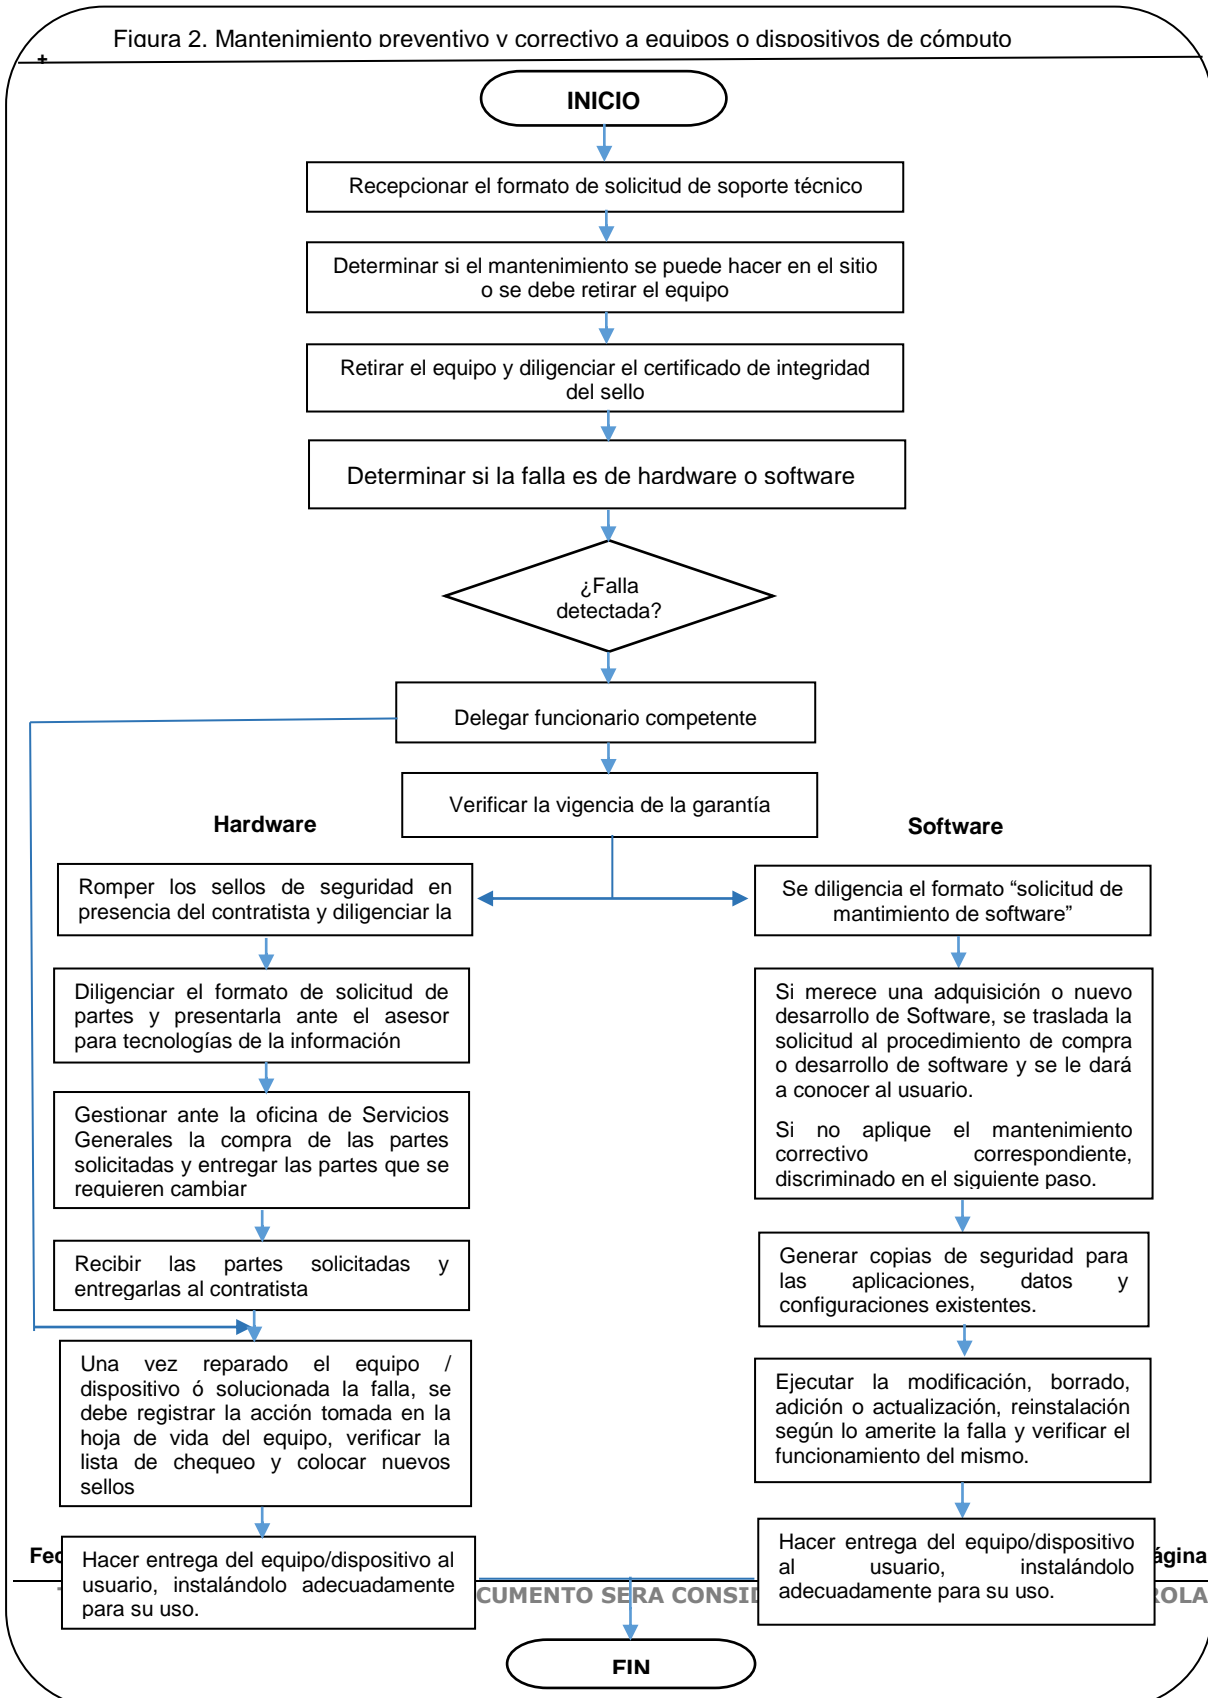 Figura 2. Mantenimiento preventivo y correctivo a equipos o dispositivos de cómputo
+
INICIO
Recepcionar el formato de solicitud de soporte técnico
Determinar si el mantenimiento se puede hacer en el sitio
o se debe retirar el equipo
Retirar el equipo y diligenciar el certificado de integridad
del sello
Determinar si la falla es de hardware o software
¿Falla
detectada?
Delegar funcionario competente
Verificar la vigencia de la garantía
Hardware
Romper los sellos de seguridad en
presencia del contratista y diligenciar la
Diligenciar el formato de solicitud de
partes y presentarla ante el asesor
para tecnologías de la información
Gestionar ante la oficina de Servicios
Generales la compra de las partes
solicitadas y entregar las partes que se
requieren cambiar
Recibir las partes solicitadas y
entregarlas al contratista
Una vez reparado el equipo /
dispositivo ó solucionada la falla, se
debe registrar la acción tomada en la
hoja de vida del equipo, verificar la
lista de chequeo y colocar nuevos
sellos
Hacer entrega del equipo/dispositivo al
usuario, instalándolo adecuadamente
para su uso.
Software
Se diligencia el formato “solicitud de
mantimiento de software”
Si merece una adquisición o nuevo
desarrollo de Software, se traslada la
solicitud al procedimiento de compra
o desarrollo de software y se le dará
a conocer al usuario.
Si no aplique el mantenimiento
correctivo correspondiente,
discriminado en el siguiente paso.
Generar copias de seguridad para
las aplicaciones, datos y
configuraciones existentes.
Ejecutar la modificación, borrado,
adición o actualización, reinstalación
según lo amerite la falla y verificar el
funcionamiento del mismo.
Hacer entrega del equipo/dispositivo
al usuario, instalándolo
adecuadamente para su uso.
Fec ágina
CUMENTO SERA CONSID ROLA
FIN